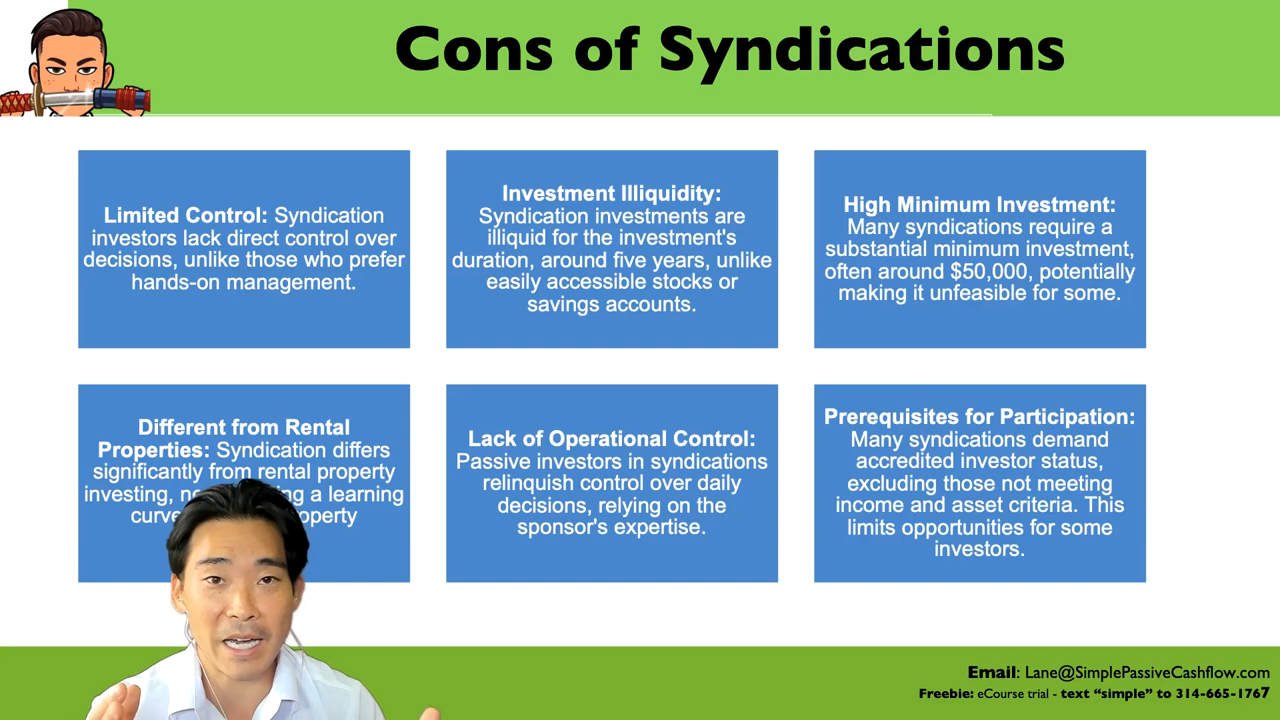 Cons of Syndications
Limited Control: Syndication
investors lack direct control over
decisions, unlike those who prefer
hands-on management.
Investment Illiquidity:
Syndication investments are
illiquid for the investment's
duration, around five years, unlike
easily accessible stocks or
savings accounts.
High Minimum Investment:
Many syndications require a
substantial minimum investment,
often around $50,000, potentially
making it unfeasible for some.
Different from Rental
Properties: Syndication differs
significantly from rental property
investing, a learning
Lack of Operational Control:
Passive investors in syndications
relinquish control over daily
decisions, relying on the
sponsor's expertise.
Prerequisites for Participation:
Many syndications demand
accredited investor status,
excluding those not meeting
income and asset criteria. This
limits opportunities for some
investors.
Email: Lane@SimplePassiveCashflow.com
Freebie: eCourse trial - text “simple” to 314-665-1767